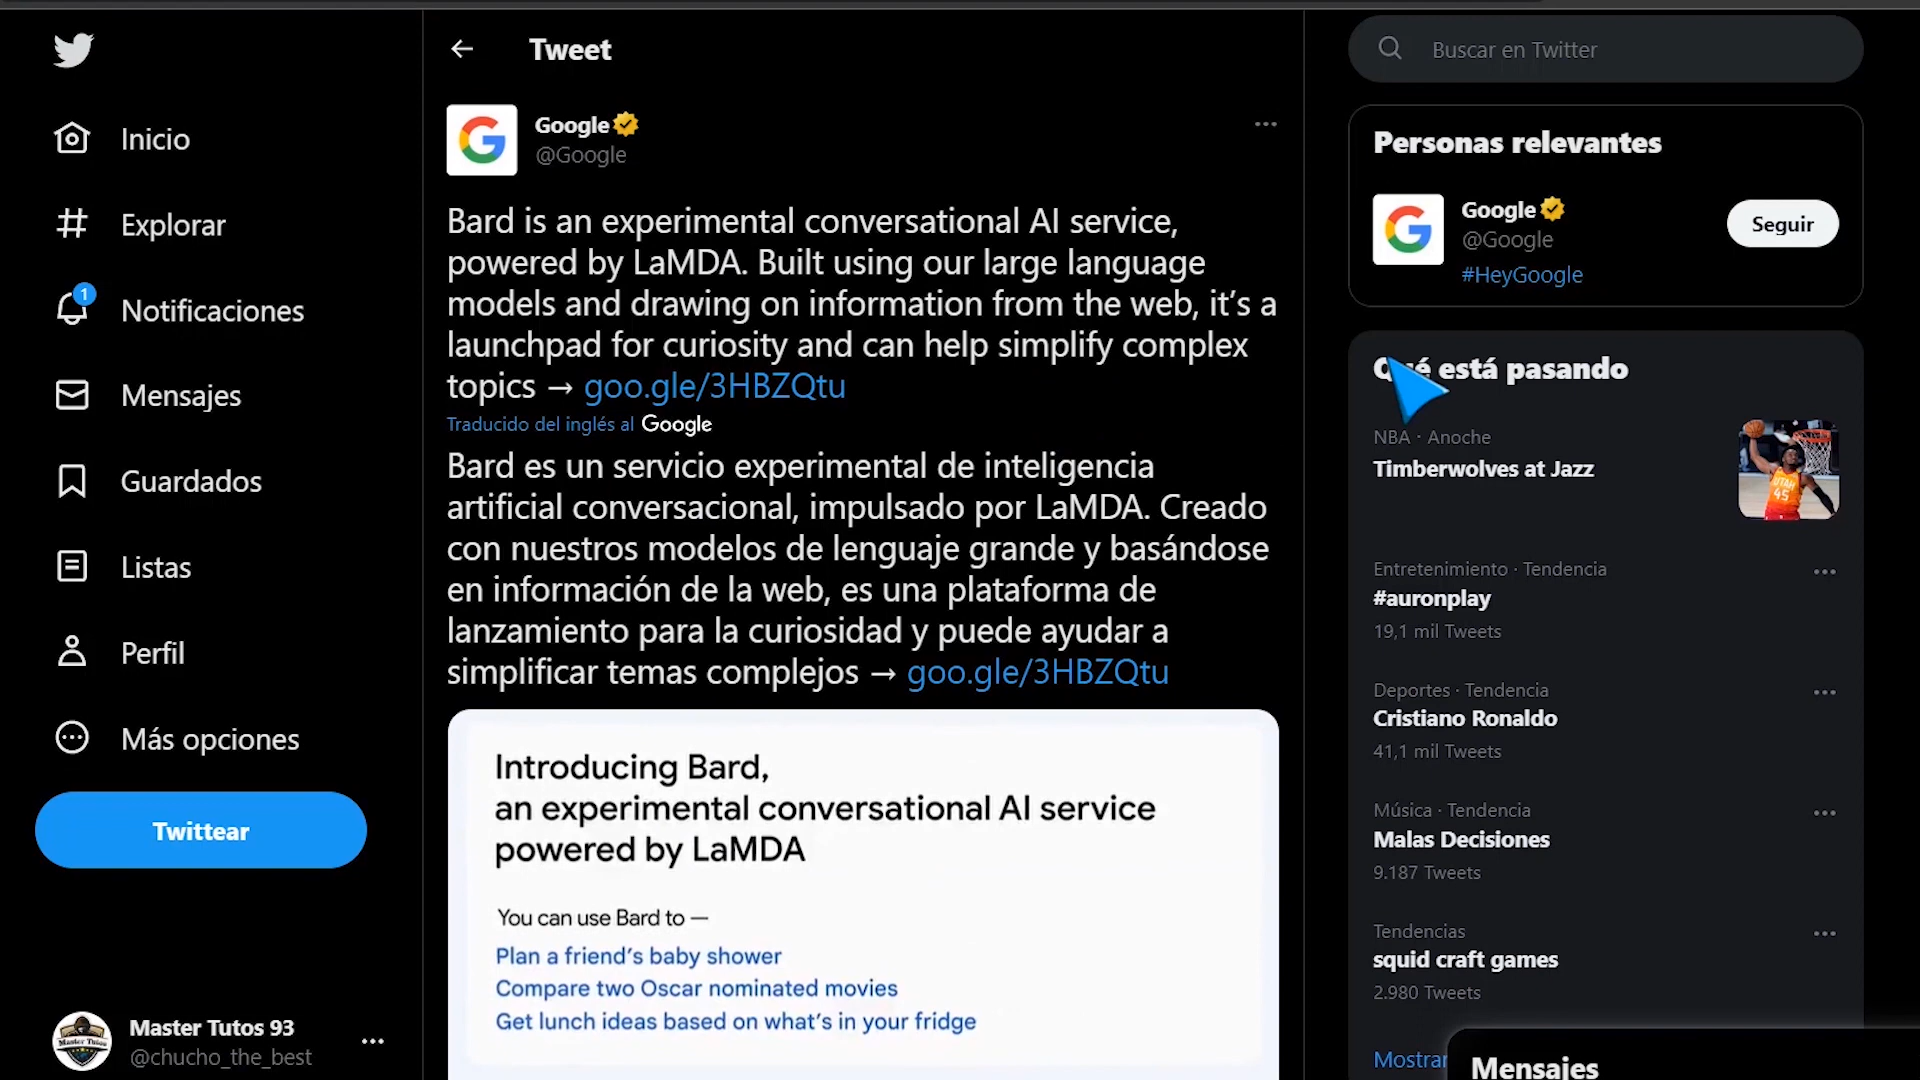 Inicio
Explorar
1
Notificaciones
Mensajes
Guardados
Listas
Perfil
Más opciones
Twittear
Master Tutos 93
@chucho_the_best
Tweet
Google
@Google
Bard is an experimental conversational AI service,
powered by LaMDA. Built using our large language
models and drawing on information from the web, it’s a
launchpad for curiosity and can help simplify complex
topics → goo.gle/3HBZQtu
Traducido del inglés al Google
Bard es un servicio experimental de inteligencia
artificial conversacional, impulsado por LaMDA. Creado
con nuestros modelos de lenguaje grande y basándose
en información de la web, es una plataforma de
lanzamiento para la curiosidad y puede ayudar a
simplificar temas complejos → goo.gle/3HBZQtu
Introducing Bard,
an experimental conversational AI service
powered by LaMDA
You can use Bard to —
Plan a friend’s baby shower
Compare two Oscar nominated movies
Get lunch ideas based on what’s in your fridge
Buscar en Twitter
Personas relevantes
Google
@Google
#HeyGoogle
Seguir
Qué está pasando
NBA · Anoche
Timberwolves at Jazz
UTAH
45
Entretenimiento · Tendencia
#auronplay
19,1 mil Tweets
Deportes · Tendencia
Cristiano Ronaldo
41,1 mil Tweets
Música · Tendencia
Malas Decisiones
9.187 Tweets
Tendencias
squid craft games
2.980 Tweets
Mostrar
Mensajes